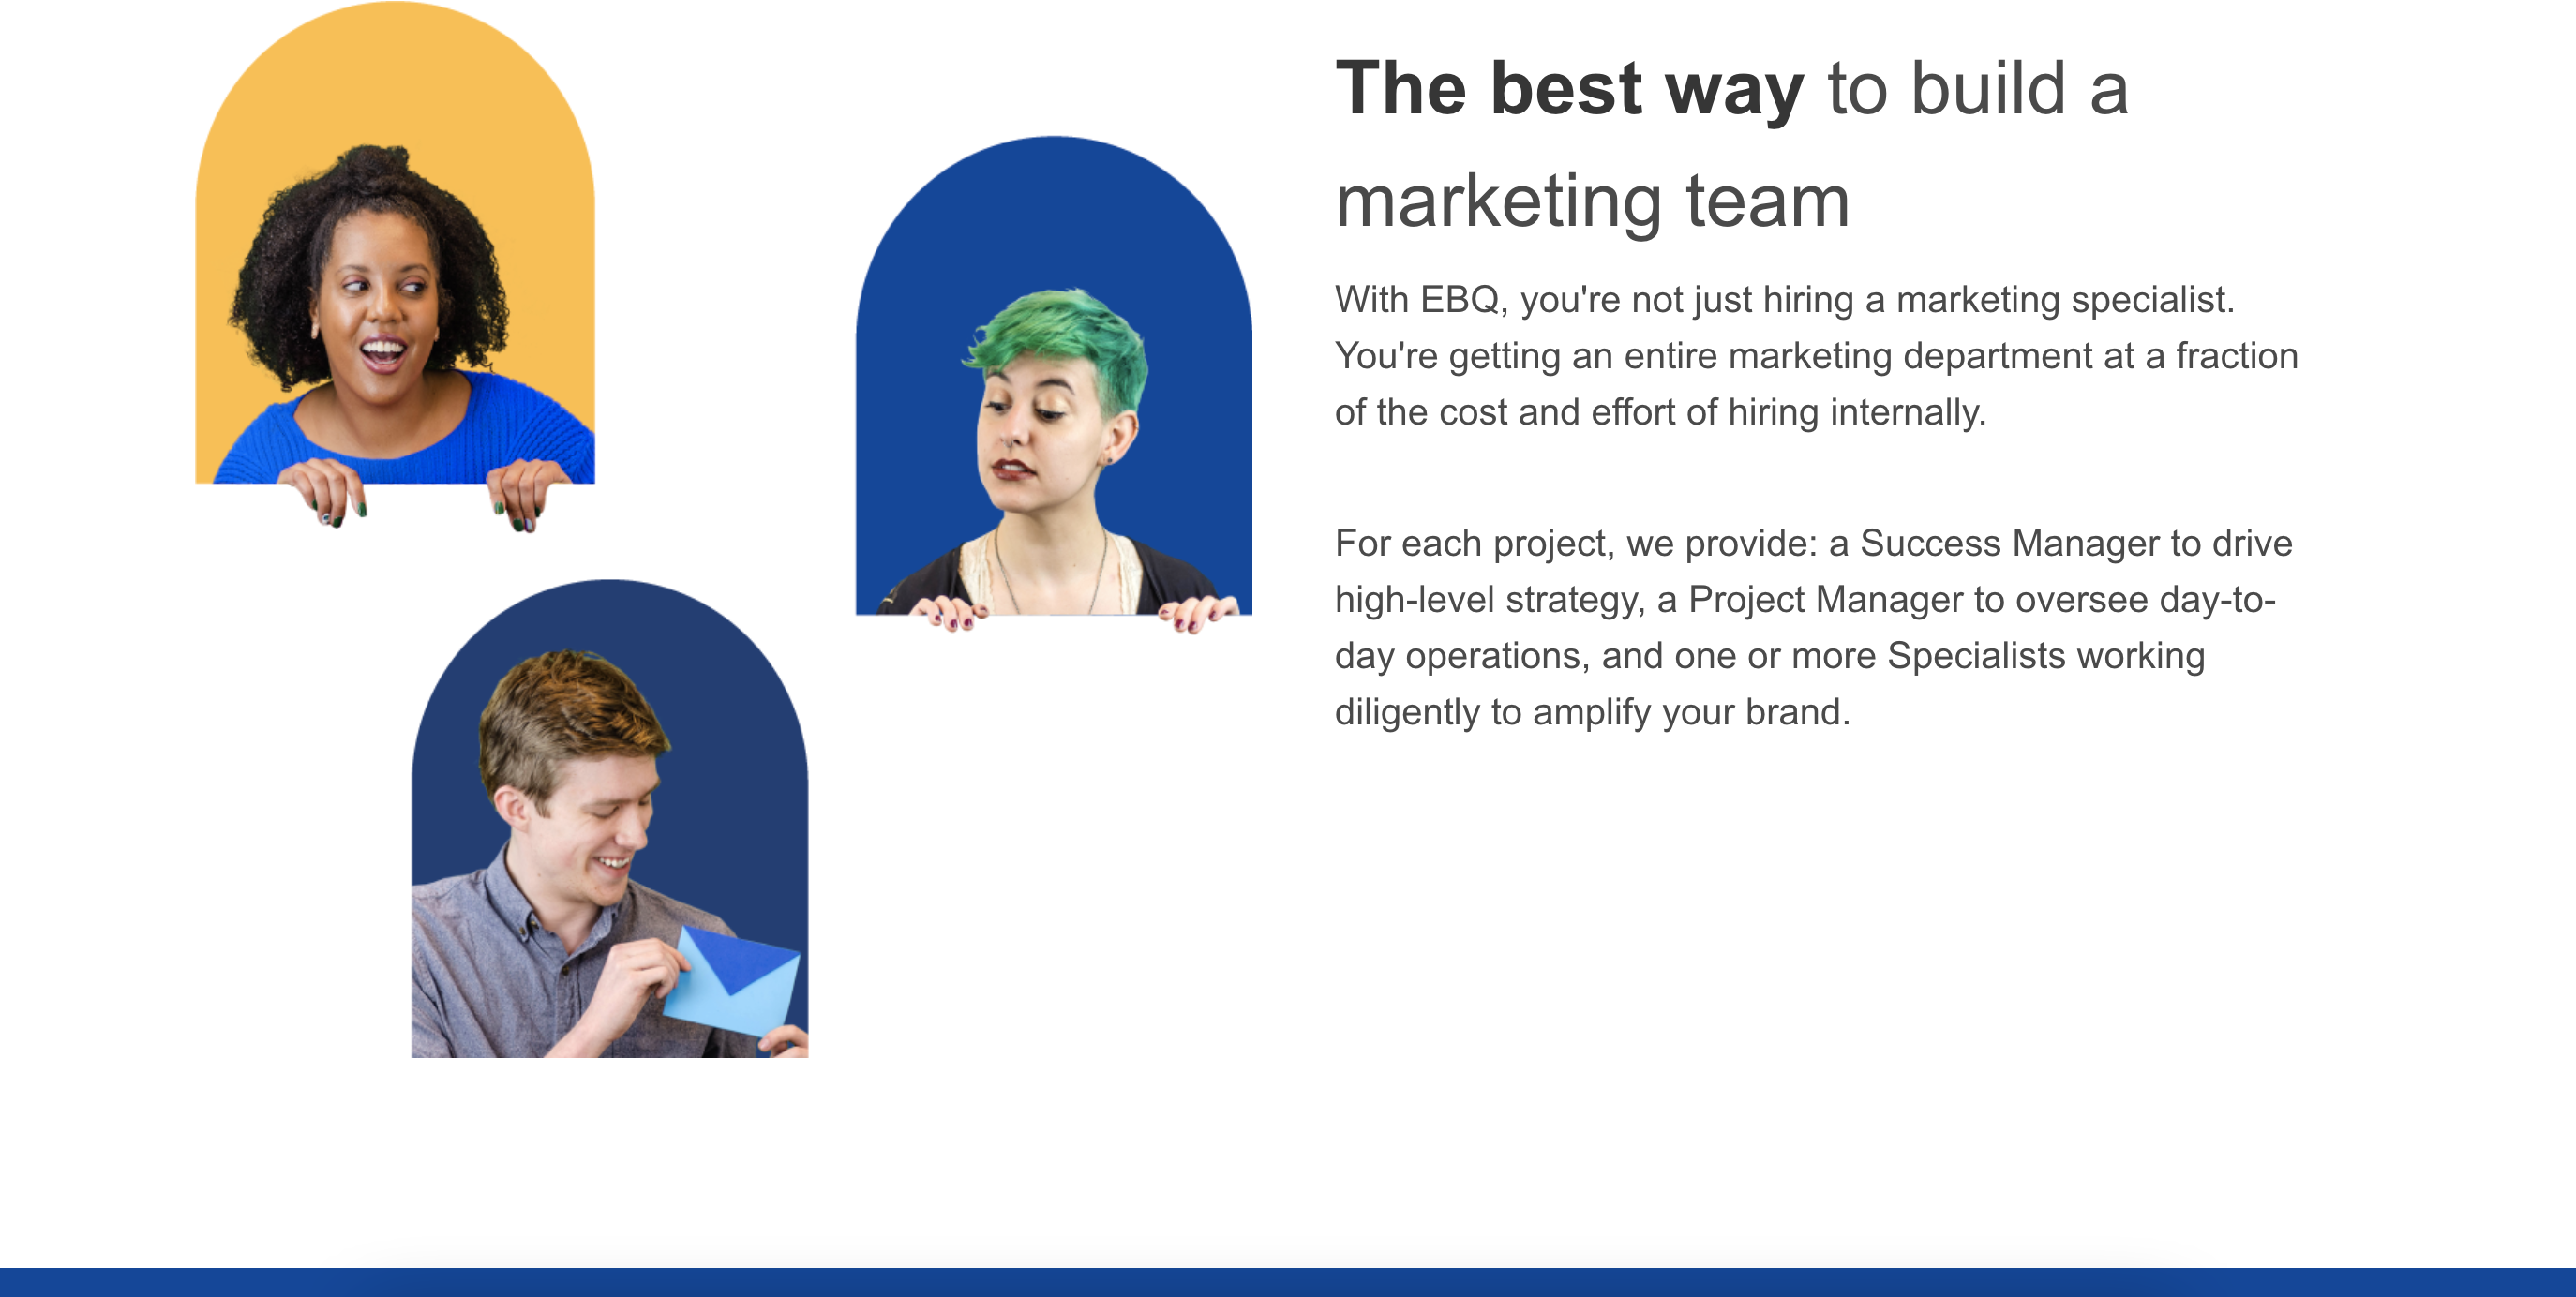 The best way to build a
marketing team
With EBQ, you're not just hiring a marketing specialist.
You're getting an entire marketing department at a fraction
of the cost and effort of hiring internally.
For each project, we provide: a Success Manager to drive
high-level strategy, a Project Manager to oversee day-to-
day operations, and one or more Specialists working
diligently to amplify your brand.